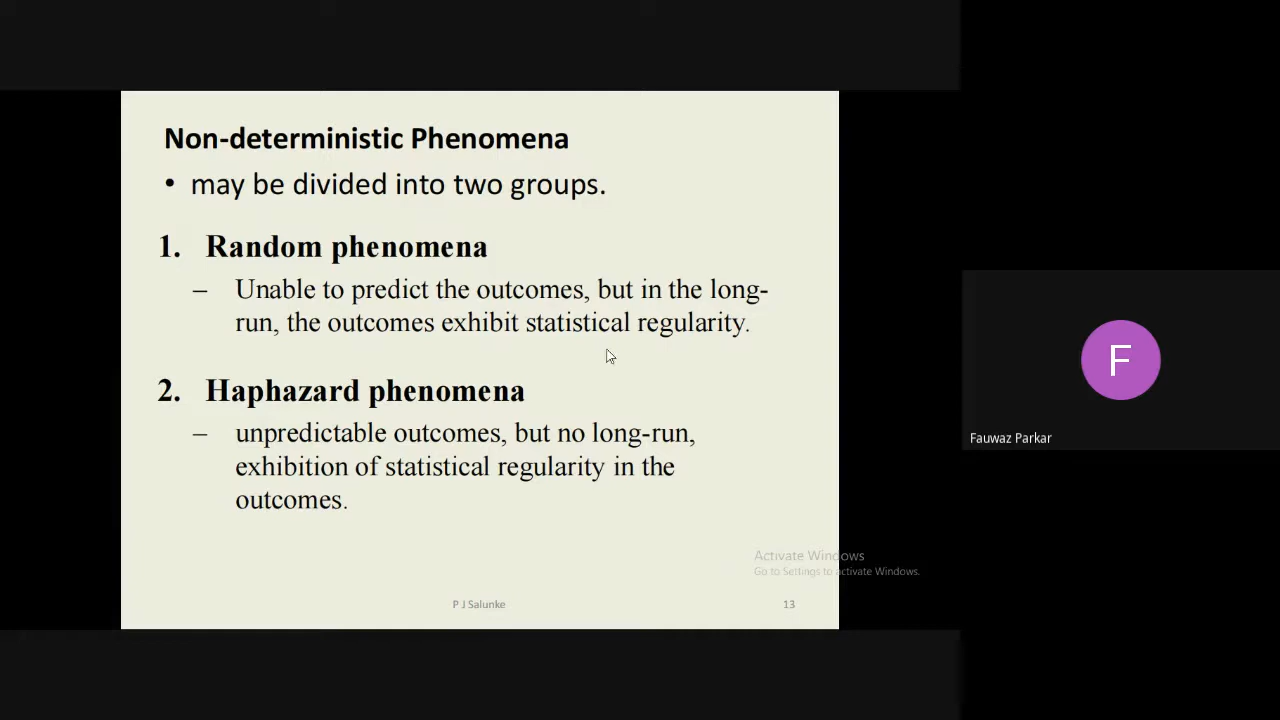 Non-deterministic Phenomena
• may be divided into two groups.
1. Random phenomena
– Unable to predict the outcomes, but in the long-
run, the outcomes exhibit statistical regularity.
2. Haphazard phenomena
– unpredictable outcomes, but no long-run,
exhibition of statistical regularity in the
outcomes.
Activate Windows
Go to Settings to activate Windows.
P J Salunke
13
F
Fauwaz Parkar